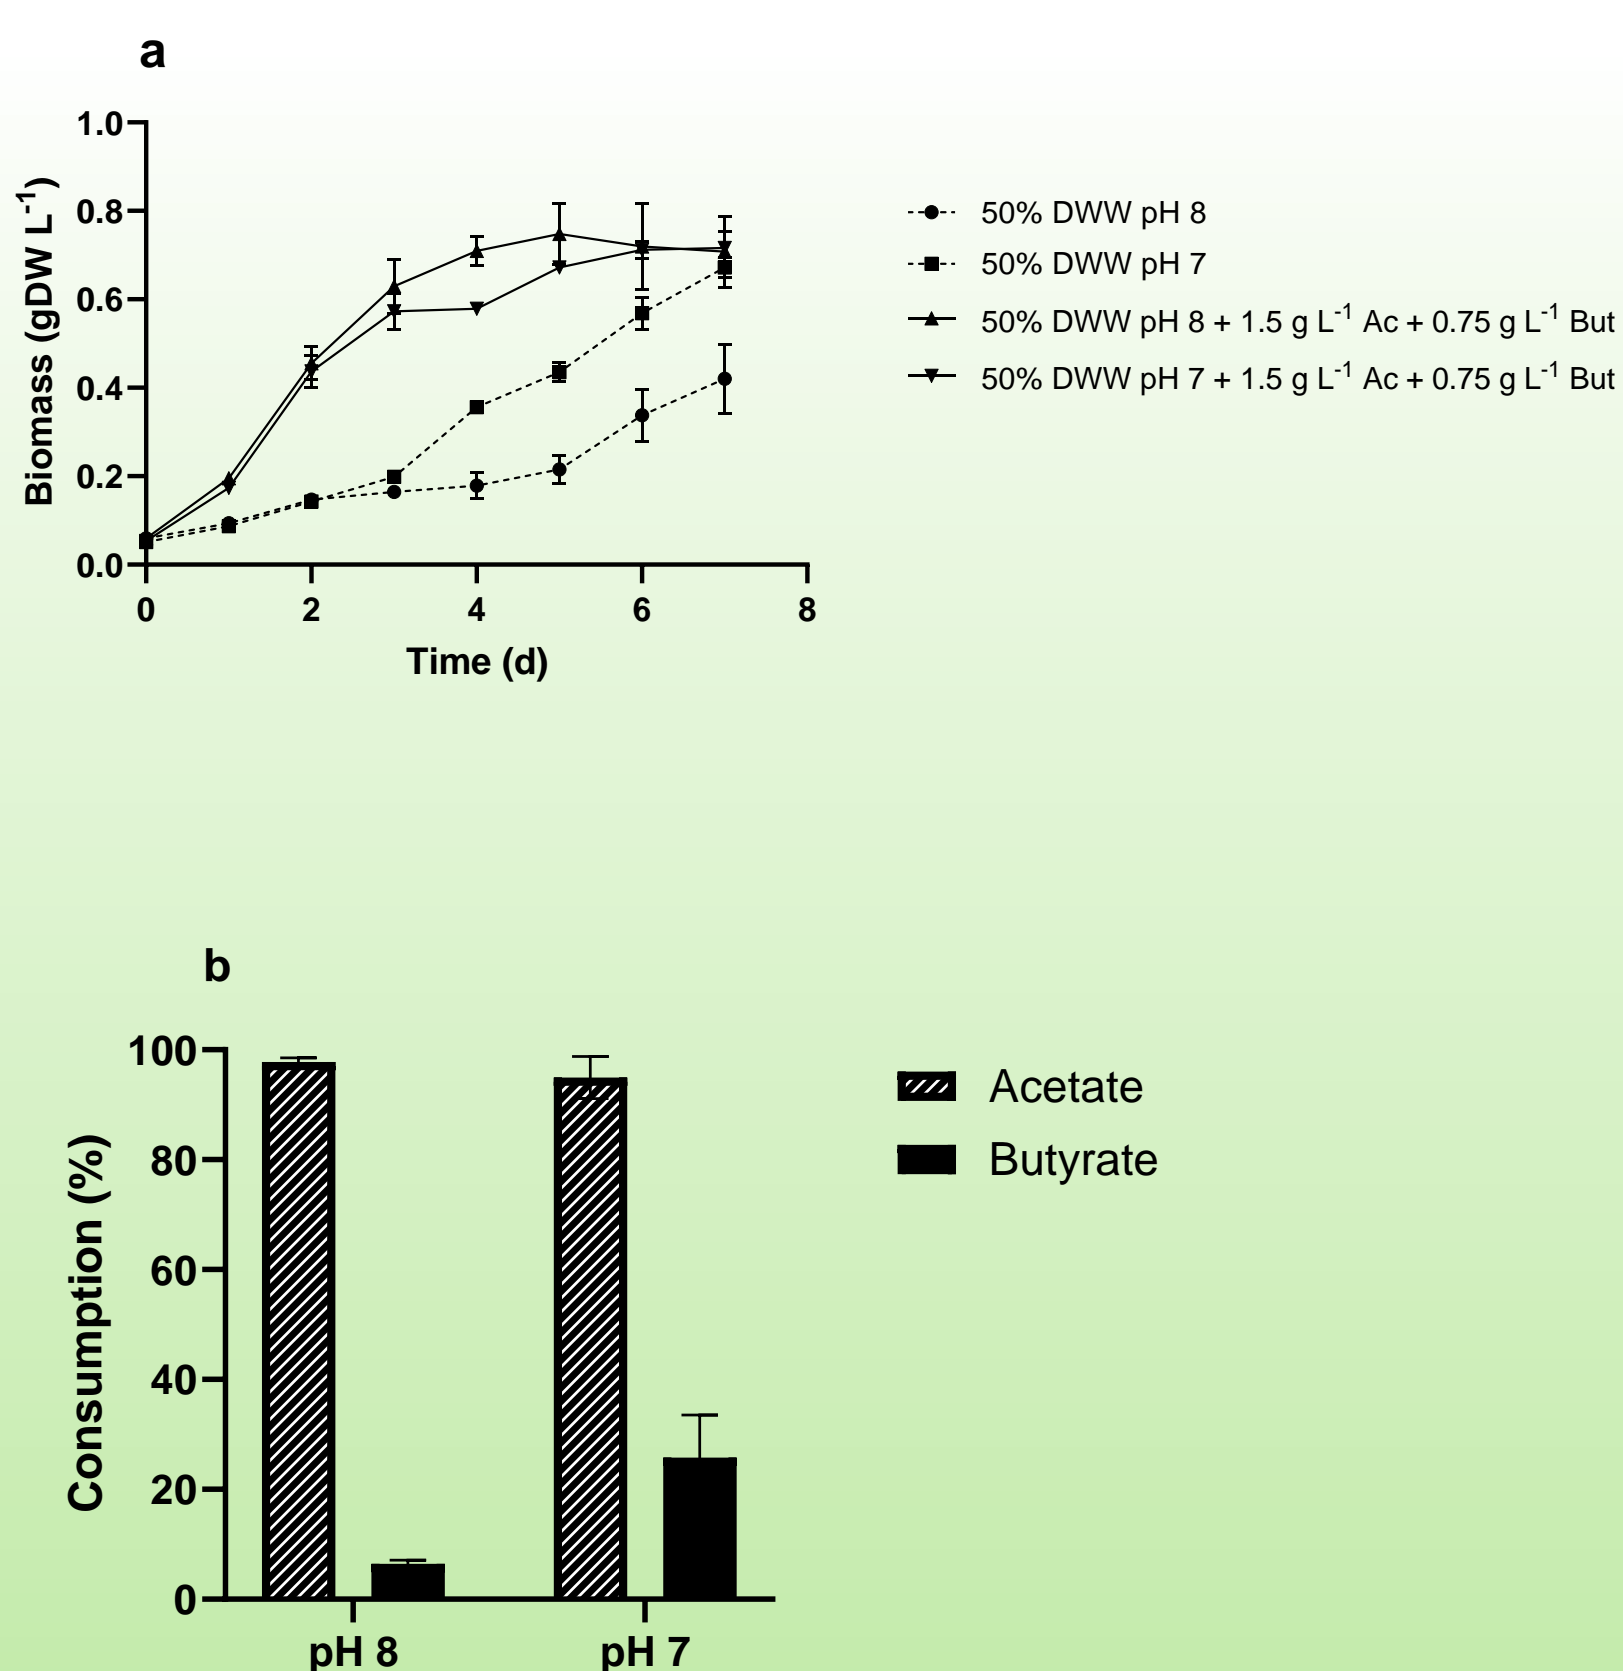 a
1.0
0.8
0.6
0.4
0.2
0.0
0 2 4 6 8
Time (d)
Biomass (gDW L⁻¹)
50% DWW pH 8
50% DWW pH 7
50% DWW pH 8 + 1.5 g L⁻¹ Ac + 0.75 g L⁻¹ But
50% DWW pH 7 + 1.5 g L⁻¹ Ac + 0.75 g L⁻¹ But
b
100
80
60
40
20
0
Consumption (%)
pH 8 pH 7
Acetate
Butyrate